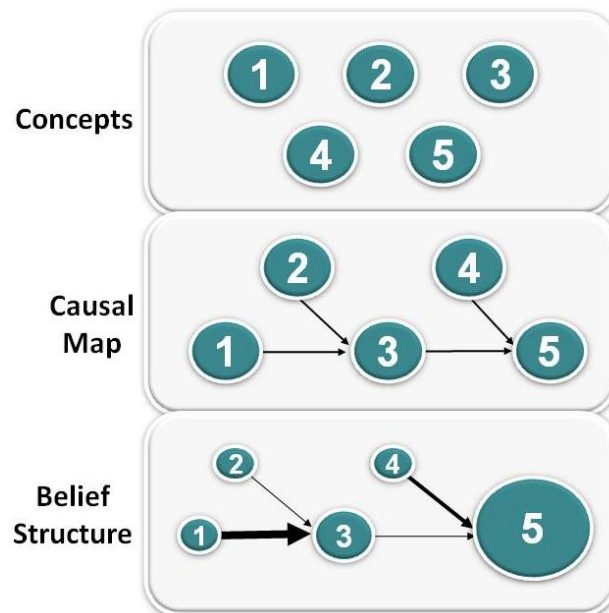 1 2 3
Concepts
4 5
2 4
Causal
Map
1 3 5
2 4
Belief
Structure
1 3 5